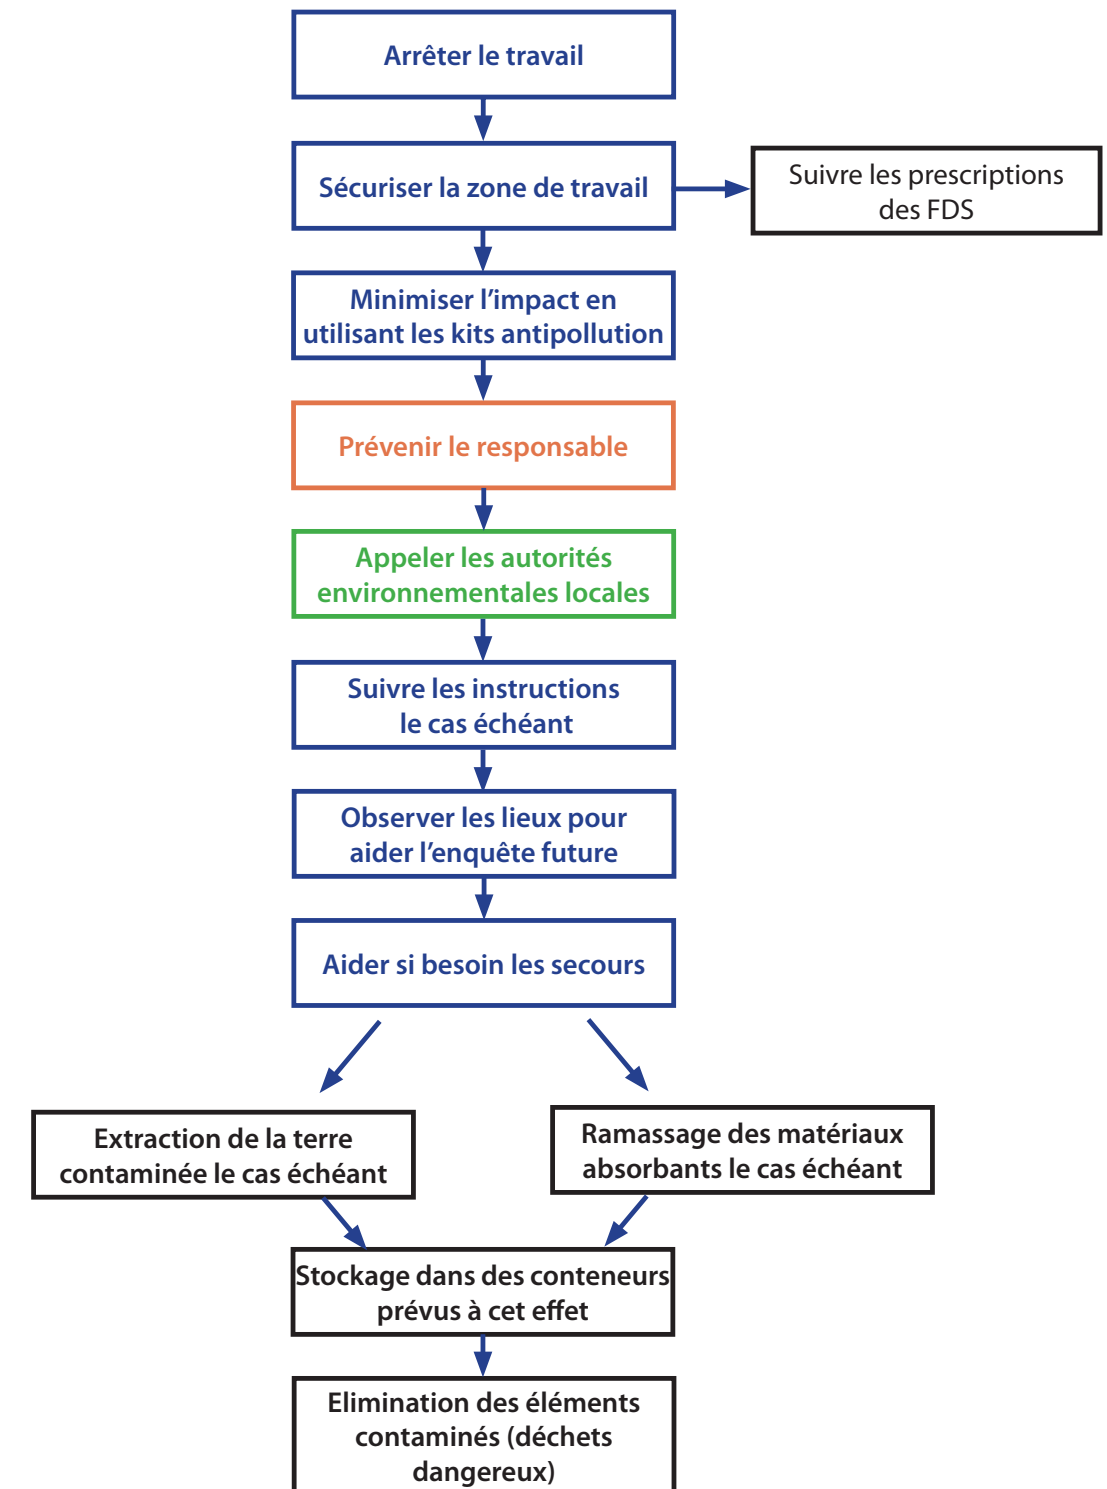 Arrêter le travail
Sécuriser la zone de travail
Suivre les prescriptions
des FDS
Minimiser l’impact en
utilisant les kits antipollution
Prévenir le responsable
Appeler les autorités
environnementales locales
Suivre les instructions
le cas échéant
Observer les lieux pour
aider l’enquête future
Aider si besoin les secours
Extraction de la terre
contaminée le cas échéant
Ramassage des matériaux
absorbants le cas échéant
Stockage dans des conteneurs
prévus à cet effet
Elimination des éléments
contaminés (déchets
dangereux)